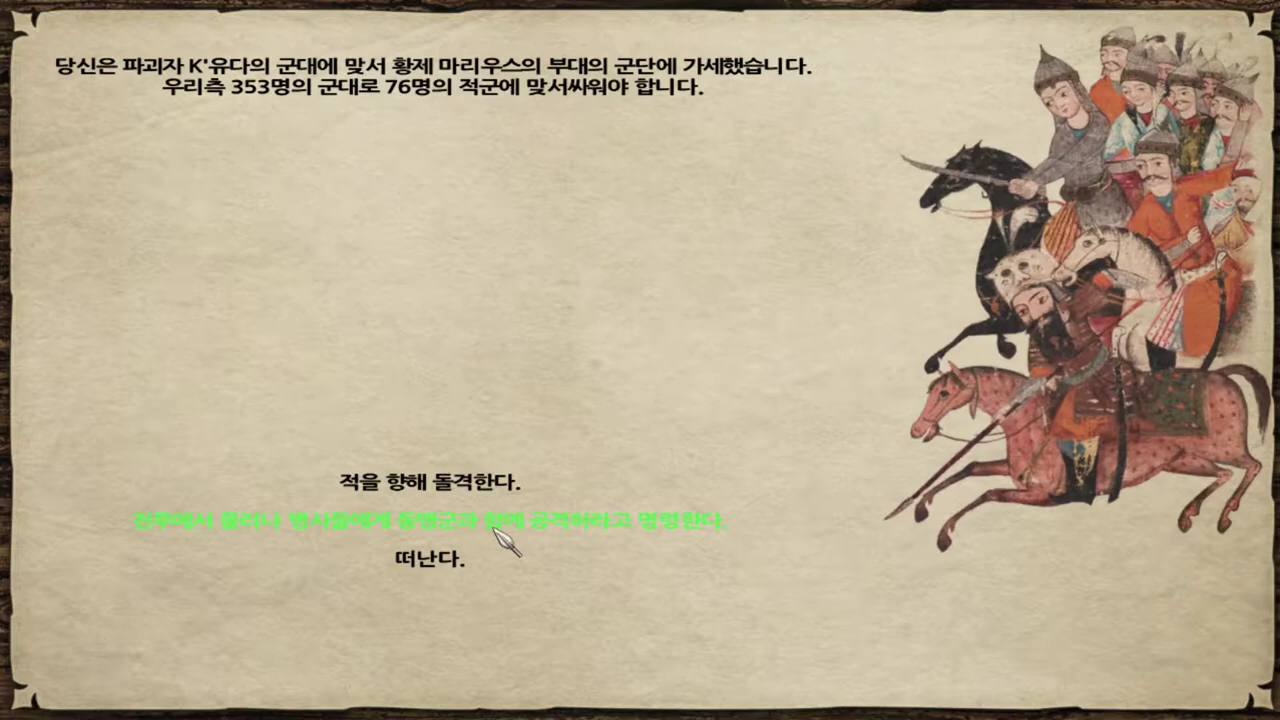 당신은 파괴자 K'유다의 군대에 맞서 황제 마리우스의 부대의 군단에 가세했습니다.
우리측 353명의 군대로 76명의 적군에 맞서싸워야 합니다.
적을 향해 돌격한다.
전투에서 물러나 병사들에게 동맹군과 함께 공격하라고 명령한다.
떠난다.